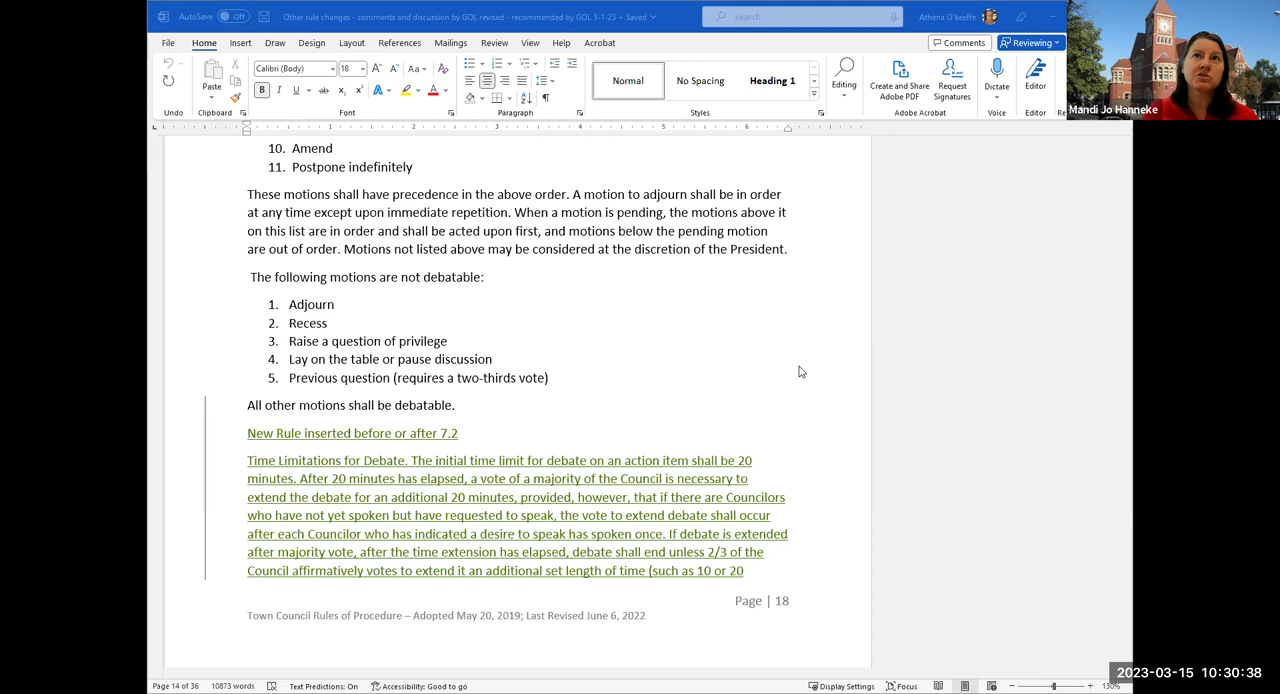 AutoSave Off Other rule changes - comments and discussion by GOL revised - recommended by GOL 3-1-23 • Saved Search Athena O'keeffe
File Home Insert Draw Design Layout References Mailings Review View Help Acrobat Comments Reviewing
Calibri (Body) 18 Normal No Spacing Heading 1
Paste Editing Create and Share Adobe PDF Request Signatures Dictate Editor
Undo Clipboard Font Paragraph Styles Adobe Acrobat Voice Editor
Mandi Jo Hanneke
10. Amend
11. Postpone indefinitely
These motions shall have precedence in the above order. A motion to adjourn shall be in order
at any time except upon immediate repetition. When a motion is pending, the motions above it
on this list are in order and shall be acted upon first, and motions below the pending motion
are out of order. Motions not listed above may be considered at the discretion of the President.
The following motions are not debatable:
1. Adjourn
2. Recess
3. Raise a question of privilege
4. Lay on the table or pause discussion
5. Previous question (requires a two-thirds vote)
All other motions shall be debatable.
New Rule inserted before or after 7.2
Time Limitations for Debate. The initial time limit for debate on an action item shall be 20
minutes. After 20 minutes has elapsed, a vote of a majority of the Council is necessary to
extend the debate for an additional 20 minutes, provided, however, that if there are Councilors
who have not yet spoken but have requested to speak, the vote to extend debate shall occur
after each Councilor who has indicated a desire to speak has spoken once. If debate is extended
after majority vote, after the time extension has elapsed, debate shall end unless 2/3 of the
Council affirmatively votes to extend it an additional set length of time (such as 10 or 20
Page | 18
Town Council Rules of Procedure – Adopted May 20, 2019; Last Revised June 6, 2022
2023-03-15 10:30:38
Page 14 of 36 10873 words Text Predictions: On Accessibility: Good to go Display Settings Focus 130%